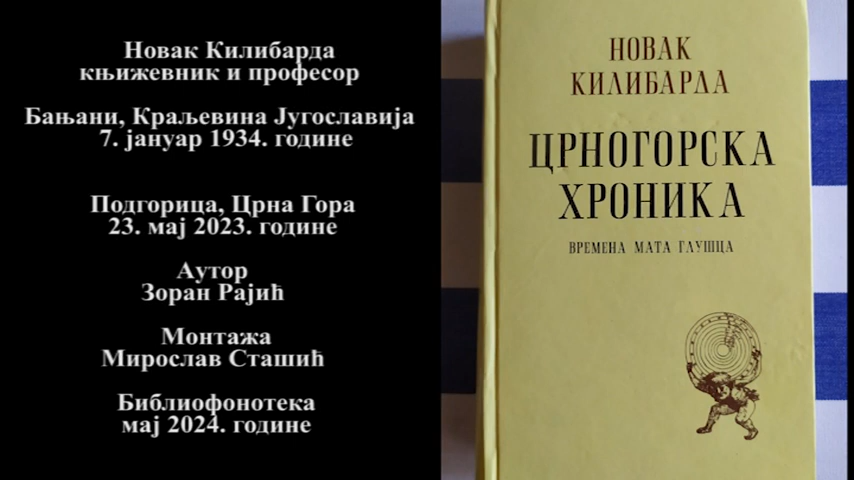 Новак Килибарда
књижевник и професор
Бањани, Краљевина Југославија
7. јануар 1934. године
Подгорица, Црна Гора
23. мај 2023. године
Аутор
Зоран Рајић
Монтажа
Мирослав Сташић
Библиофонотека
мај 2024. године
НОВАК
КИЛИБАРДА
ЦРНОГОРСКА
ХРОНИКА
ВРЕМЕНА МАТА ГЛУШЦА